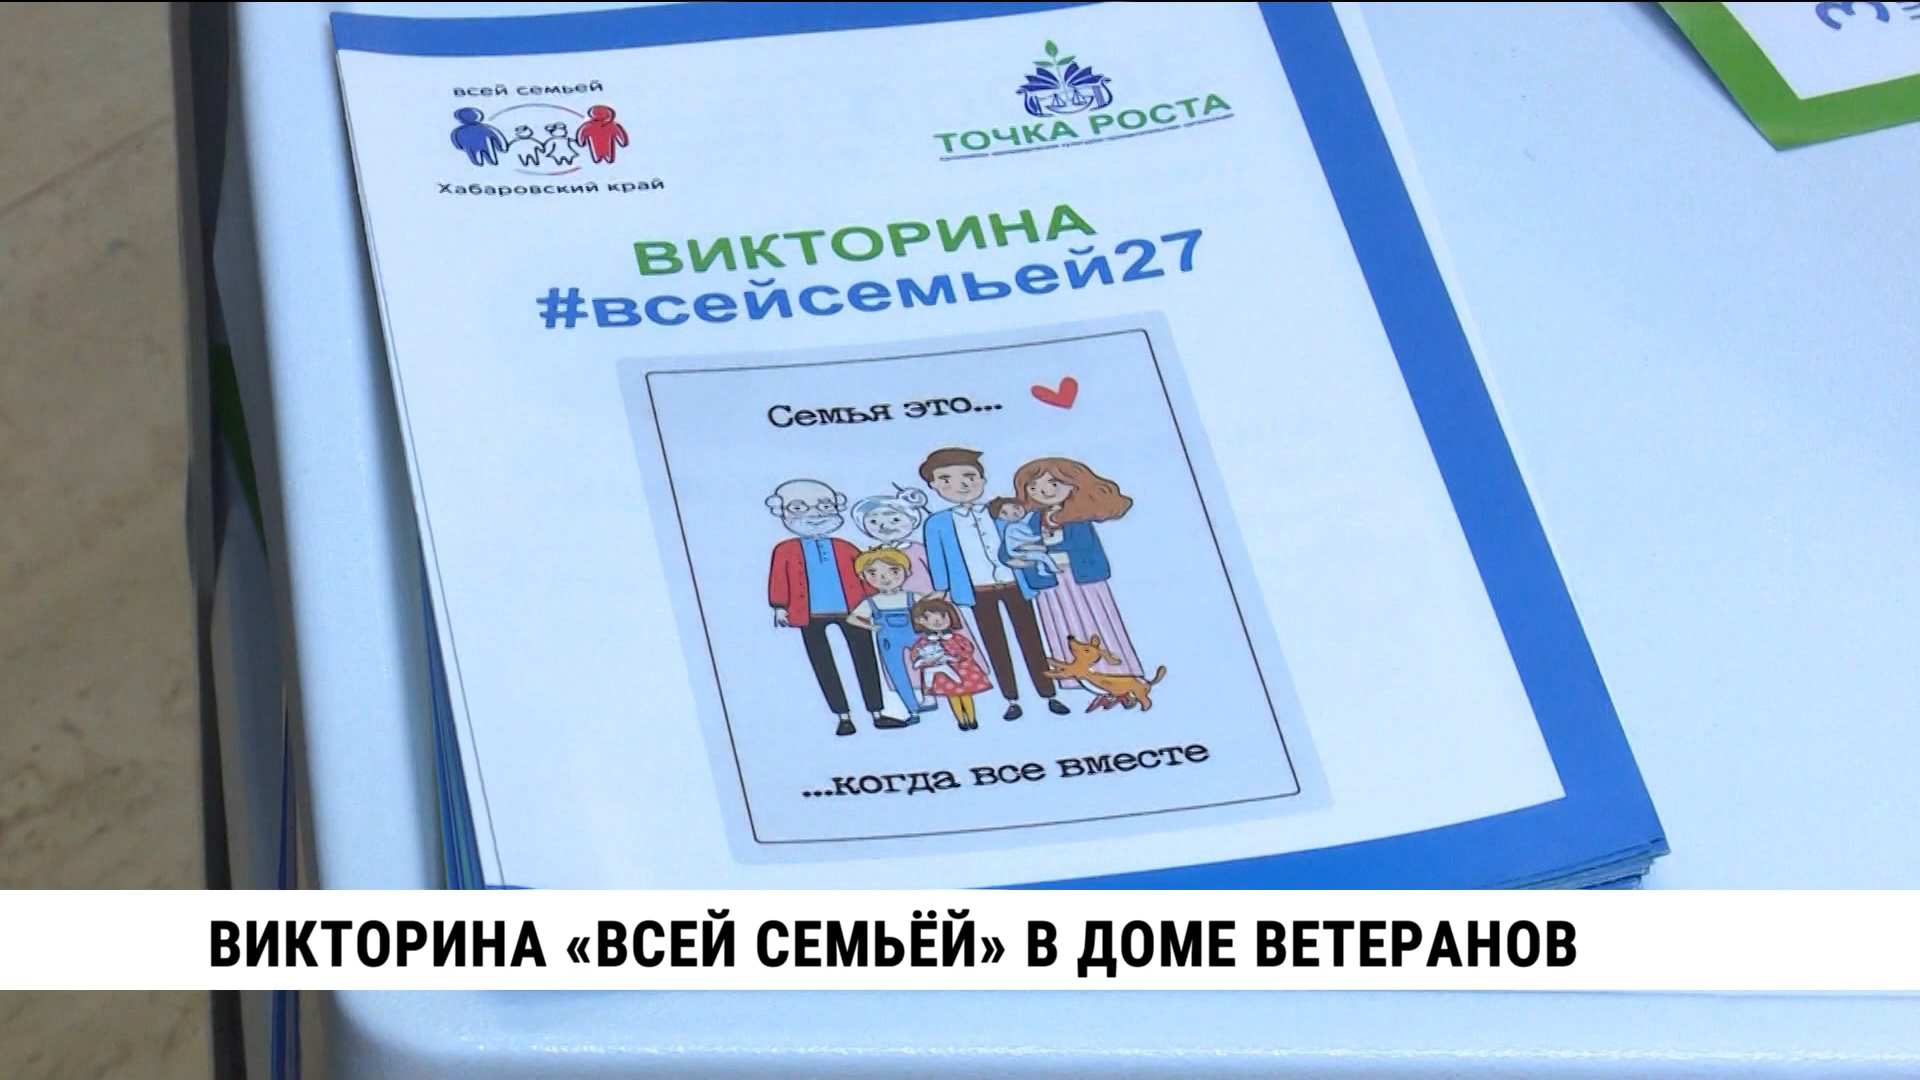 всей семьей
Хабаровский край
ТОЧКА РОСТА
ВИКТОРИНА
#всейсемьей27
Семья это...
...когда все вместе
ВИКТОРИНА «ВСЕЙ СЕМЬЁЙ» В ДОМЕ ВЕТЕРАНОВ